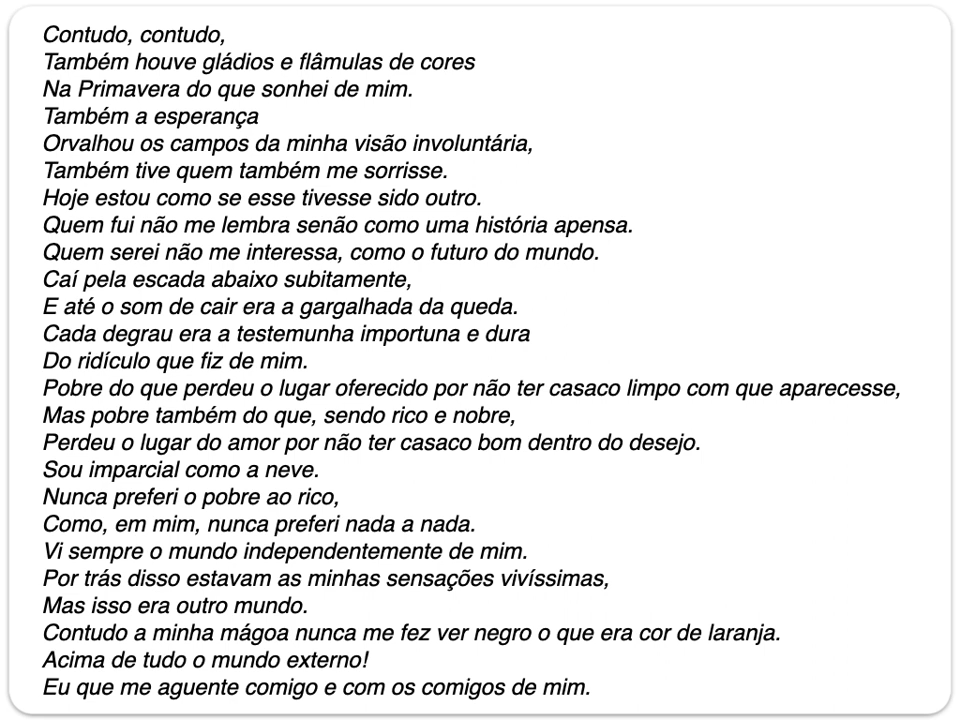 Contudo, contudo,
Também houve gládios e flâmulas de cores
Na Primavera do que sonhei de mim.
Também a esperança
Orvalhou os campos da minha visão involuntária,
Também tive quem também me sorrisse.
Hoje estou como se esse tivesse sido outro.
Quem fui não me lembra senão como uma história apensa.
Quem serei não me interessa, como o futuro do mundo.
Caí pela escada abaixo subitamente,
E até o som de cair era a gargalhada da queda.
Cada degrau era a testemunha importuna e dura
Do ridículo que fiz de mim.
Pobre do que perdeu o lugar oferecido por não ter casaco limpo com que aparecesse,
Mas pobre também do que, sendo rico e nobre,
Perdeu o lugar do amor por não ter casaco bom dentro do desejo.
Sou imparcial como a neve.
Nunca preferi o pobre ao rico,
Como, em mim, nunca preferi nada a nada.
Vi sempre o mundo independentemente de mim.
Por trás disso estavam as minhas sensações vivíssimas,
Mas isso era outro mundo.
Contudo a minha mágoa nunca me fez ver negro o que era cor de laranja.
Acima de tudo o mundo externo!
Eu que me aguente comigo e com os comigos de mim.